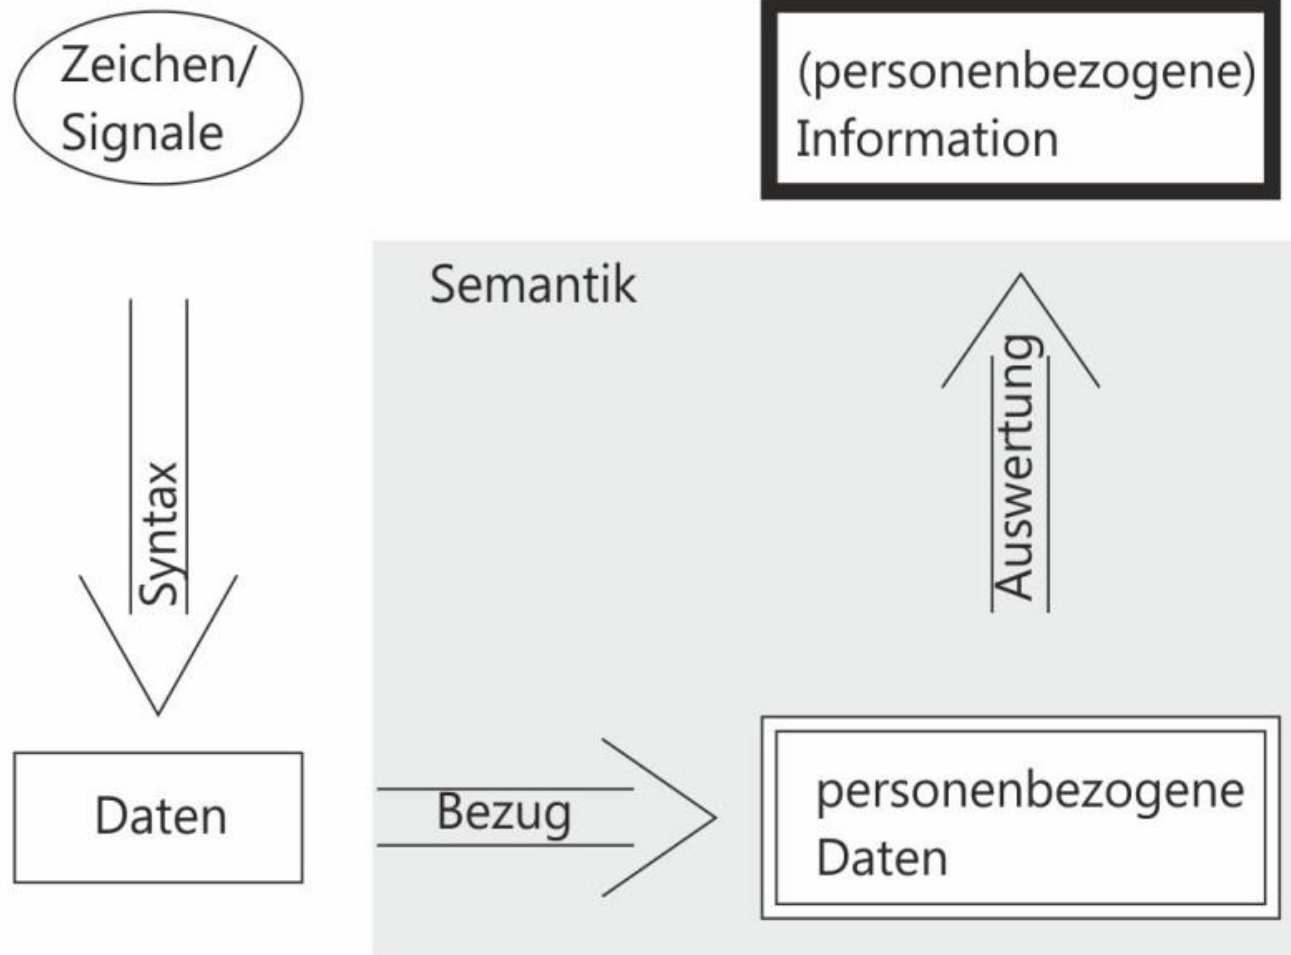 Zeichen/
Signale
(personenbezogene)
Information
Semantik
Syntax
Auswertung
Daten
Bezug
personenbezogene
Daten